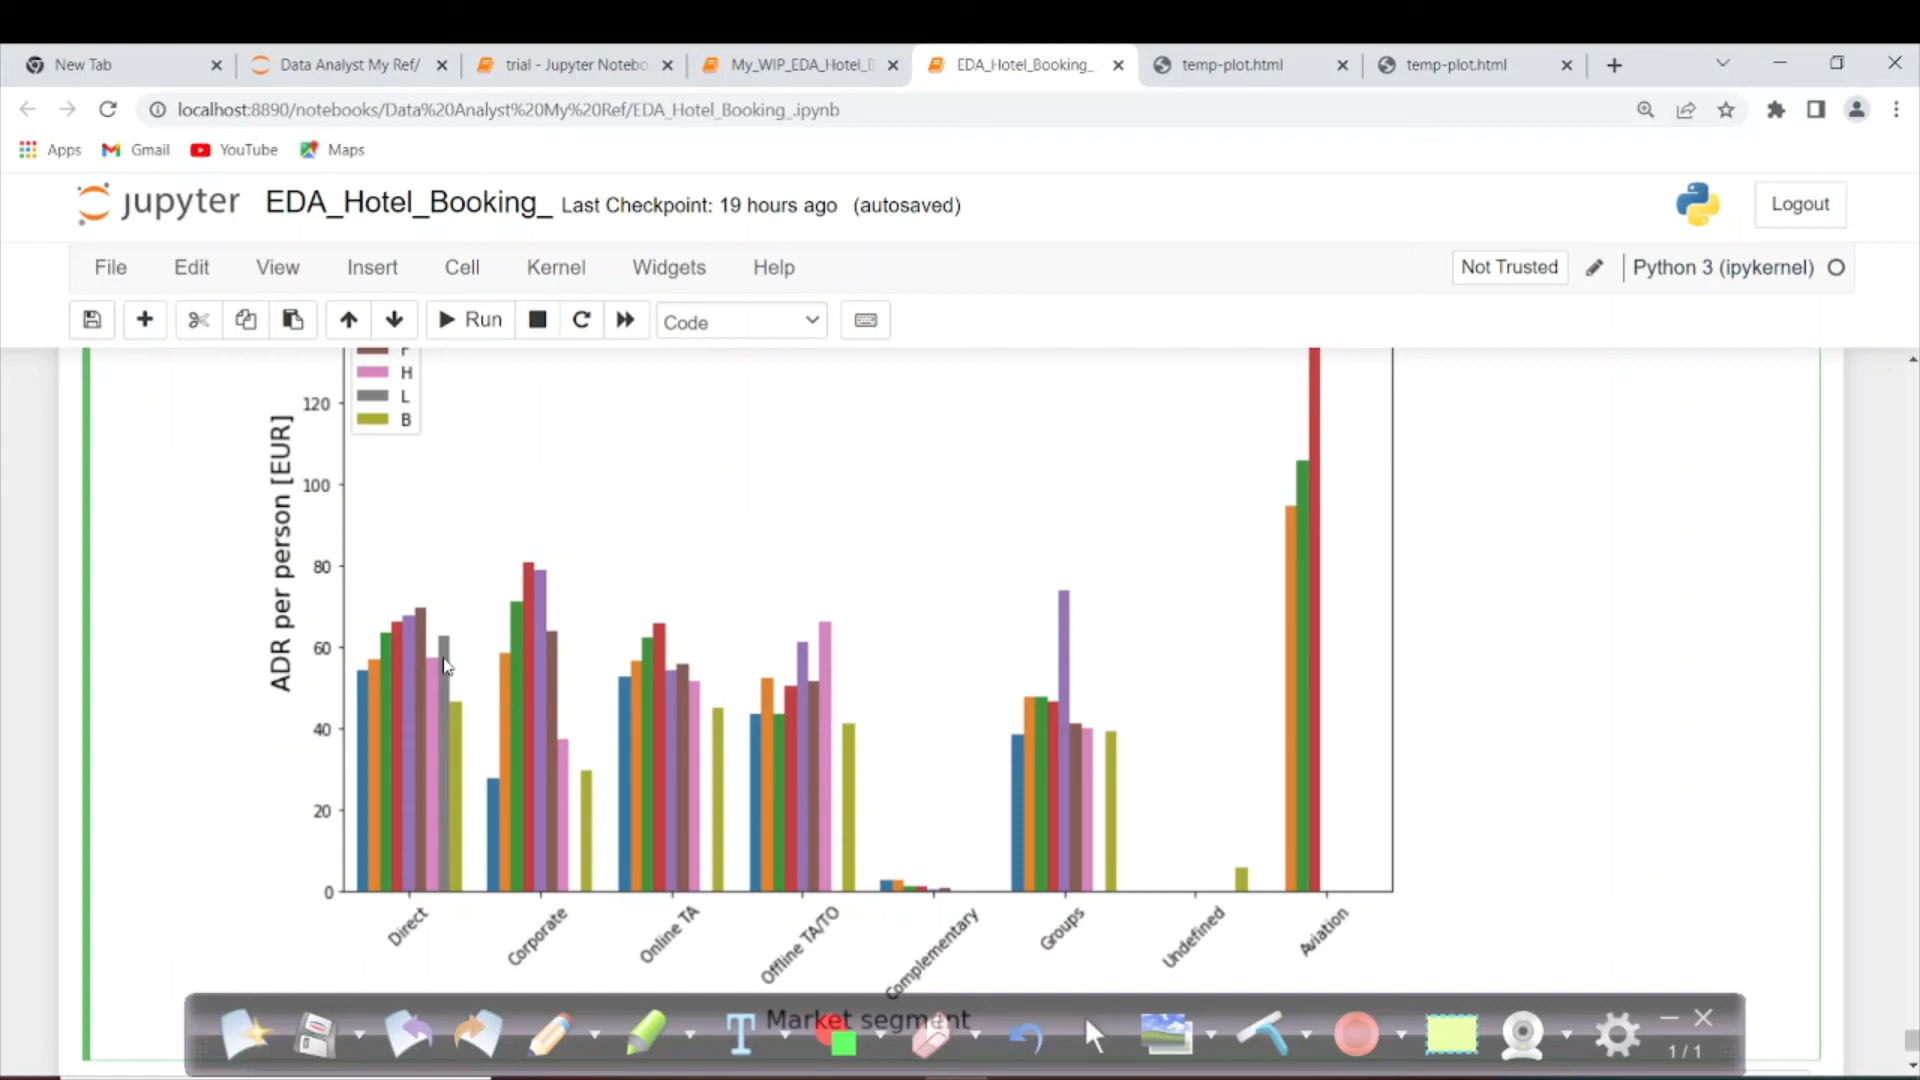 New Tab
Data Analyst My Ref/
trial - Jupyter Notebo
My_WIP_EDA_Hotel_B
EDA_Hotel_Booking_
temp-plot.html
temp-plot.html
localhost:8890/notebooks/Data%20Analyst%20My%20Ref/EDA_Hotel_Booking_.ipynb
Apps
Gmail
YouTube
Maps
jupyter
EDA_Hotel_Booking_
Last Checkpoint: 19 hours ago
(autosaved)
Logout
File
Edit
View
Insert
Cell
Kernel
Widgets
Help
Not Trusted
Python 3 (ipykernel)
Run
Code
H
L
B
ADR per person [EUR]
120
100
80
60
40
20
0
Direct
Corporate
Online TA
Offline TA/TO
Complementary
Groups
Undefined
Aviation
Market segment
T
1/1